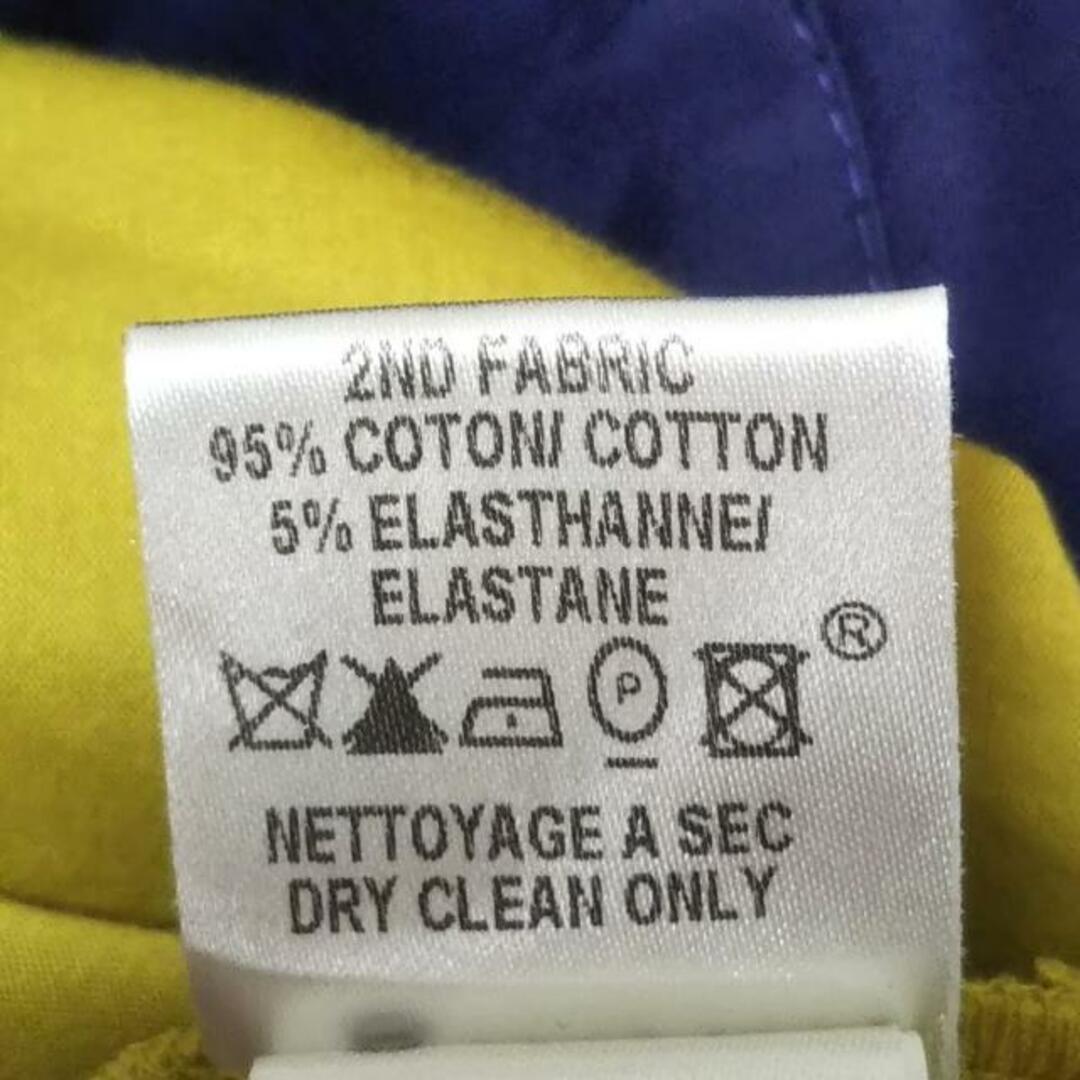 2ND FABRIC
95% COTON/ COTTON
5% ELASTHANNE/
ELASTANE
P ®
NETTOYAGE A SEC
DRY CLEAN ONLY